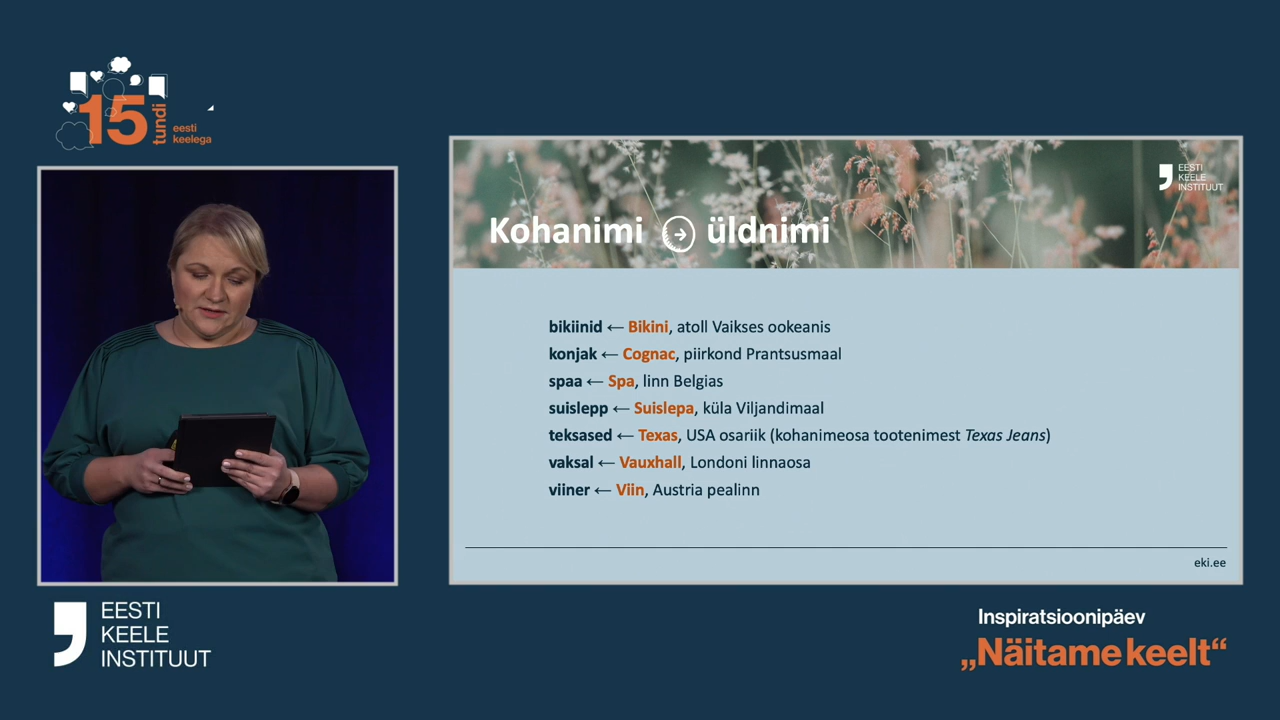 15
tundi
eesti
keelega
EESTI
KEELE
INSTITUUT
Kohanimi → üldnimi
bikiinid ← Bikini, atoll Vaikses ookeanis
konjak ← Cognac, piirkond Prantsusmaal
spaa ← Spa, linn Belgias
suislepp ← Suislepa, küla Viljandimaal
teksased ← Texas, USA osariik (kohanimeosa tootenimest Texas Jeans)
vaksal ← Vauxhall, Londoni linnaosa
viiner ← Viin, Austria pealinn
eki.ee
EESTI
KEELE
INSTITUUT
Inspiratsioonipäev
„Näitame keelt“